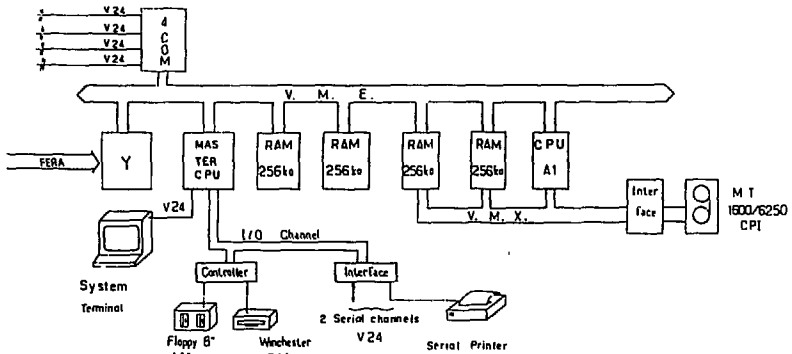 V24
V24
V24
V24
4 COM
V. M. E.
FERA
Y
MAS
TER
CPU
RAM
256ko
RAM
256ko
RAM
256ko
RAM
256ko
CPU
A1
Inter
face
M T
1600/6250
CPI
V. M. X.
V24
I/O Channel
System
Terminal
Controller
Interface
Floppy 8"
Winchester
2 Serial channels
V24
Serial Printer